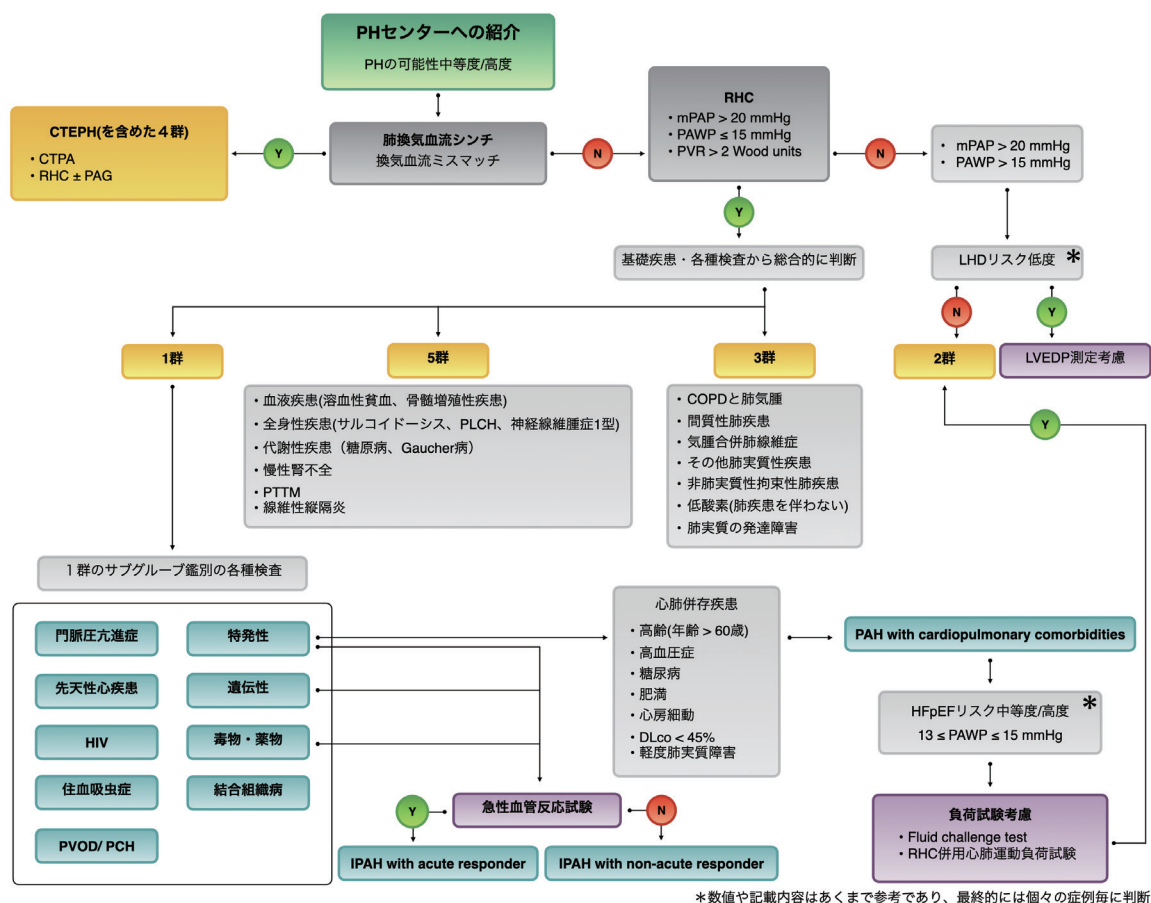 PHセンターへの紹介
PHの可能性中等度/高度
CTEPH(を含めた４群)
• CTPA
• RHC ± PAG
Y
肺換気血流シンチ
換気血流ミスマッチ
N
RHC
• mPAP > 20 mmHg
• PAWP ≤ 15 mmHg
• PVR > 2 Wood units
N
• mPAP > 20 mmHg
• PAWP > 15 mmHg
Y
基礎疾患・各種検査から総合的に判断
LHDリスク低度
*
N
Y
1群
5群
3群
2群
LVEDP測定考慮
• 血液疾患(溶血性貧血、骨髄増殖性疾患)
• 全身性疾患(サルコイドーシス、PLCH、神経線維腫症1型)
• 代謝性疾患（糖原病、Gaucher病）
• 慢性腎不全
• PTTM
• 線維性縦隔炎
• COPDと肺気腫
• 間質性肺疾患
• 気腫合併肺線維症
• その他肺実質性疾患
• 非肺実質性拘束性肺疾患
• 低酸素(肺疾患を伴わない)
• 肺実質の発達障害
Y
１群のサブグループ鑑別の各種検査
門脈圧亢進症
特発性
先天性心疾患
遺伝性
HIV
毒物・薬物
住血吸虫症
結合組織病
PVOD/ PCH
心肺併存疾患
• 高齢(年齢 > 60歳)
• 高血圧症
• 糖尿病
• 肥満
• 心房細動
• DLco < 45%
• 軽度肺実質障害
PAH with cardiopulmonary comorbidities
HFpEFリスク中等度/高度
*
13 ≤ PAWP ≤ 15 mmHg
急性血管反応試験
Y
N
IPAH with acute responder
IPAH with non-acute responder
負荷試験考慮
• Fluid challenge test
• RHC併用心肺運動負荷試験
＊数値や記載内容はあくまで参考であり、最終的には個々の症例毎に判断